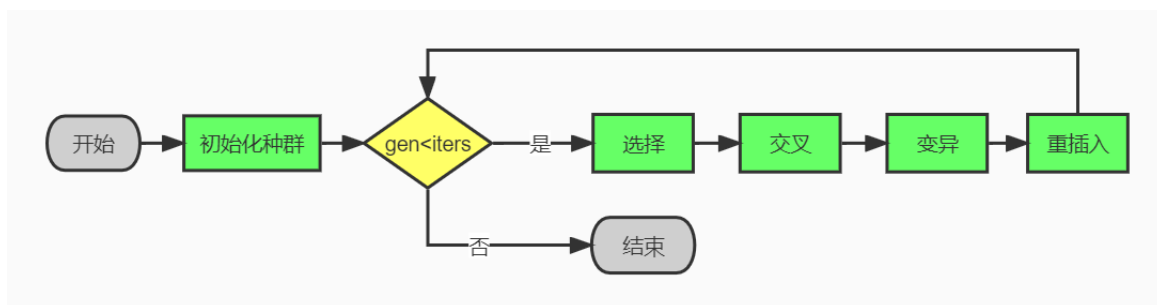 开始
初始化种群
gen<iters
是
选择
交叉
变异
重插入
否
结束